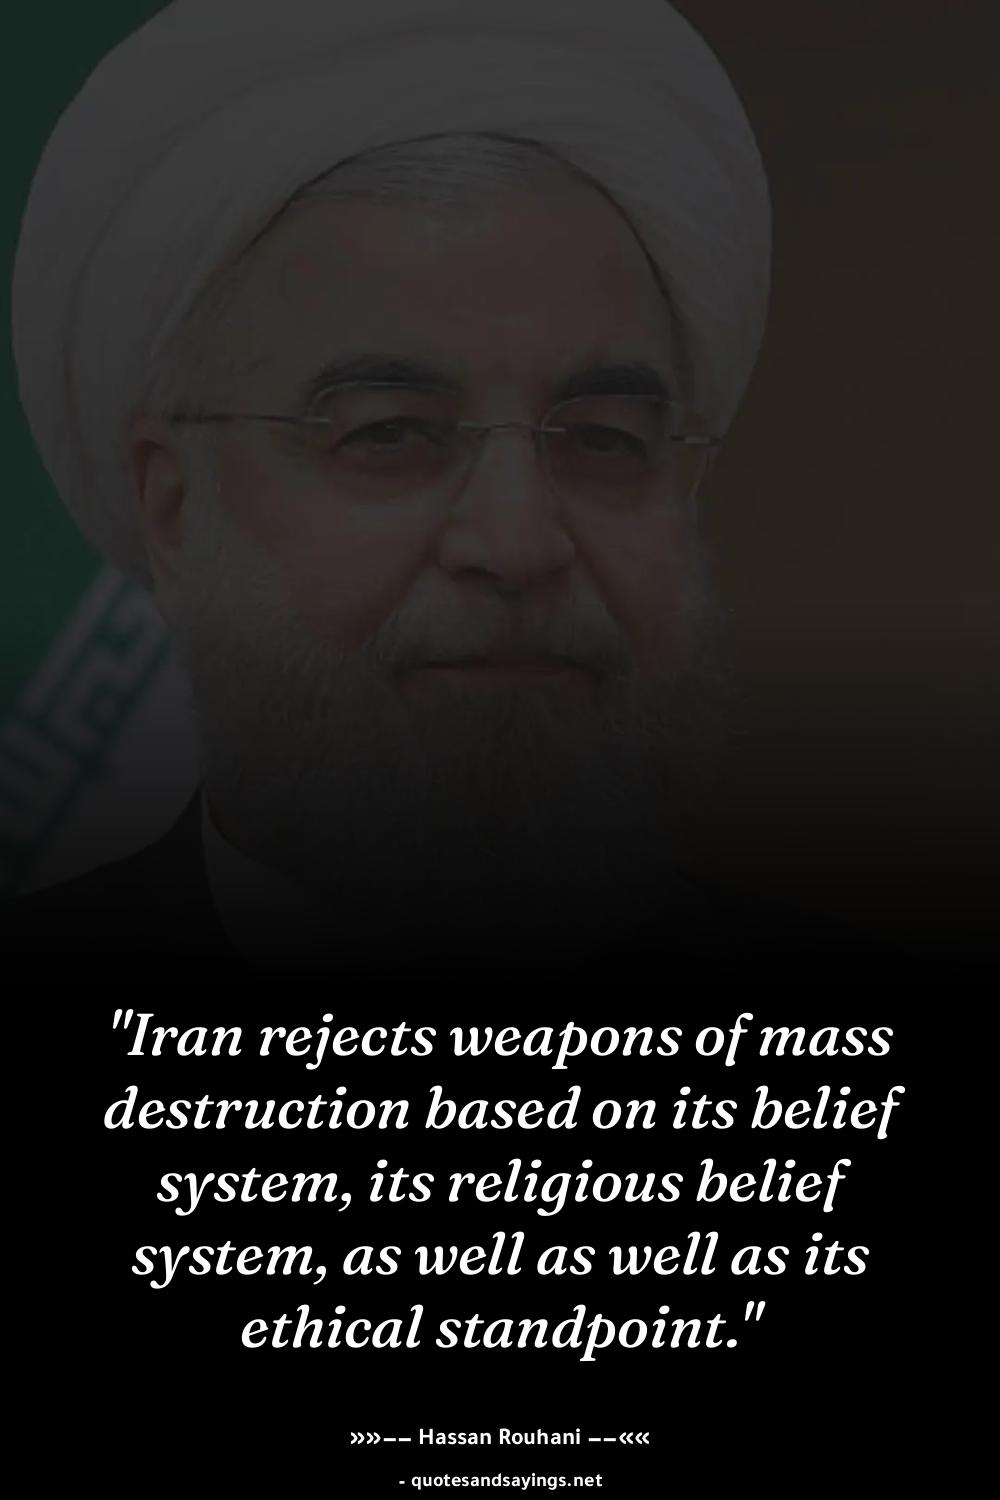 "Iran rejects weapons of mass
destruction based on its belief
system, its religious belief
system, as well as well as its
ethical standpoint."
»»–– Hassan Rouhani ––««
- quotesandsayings.net